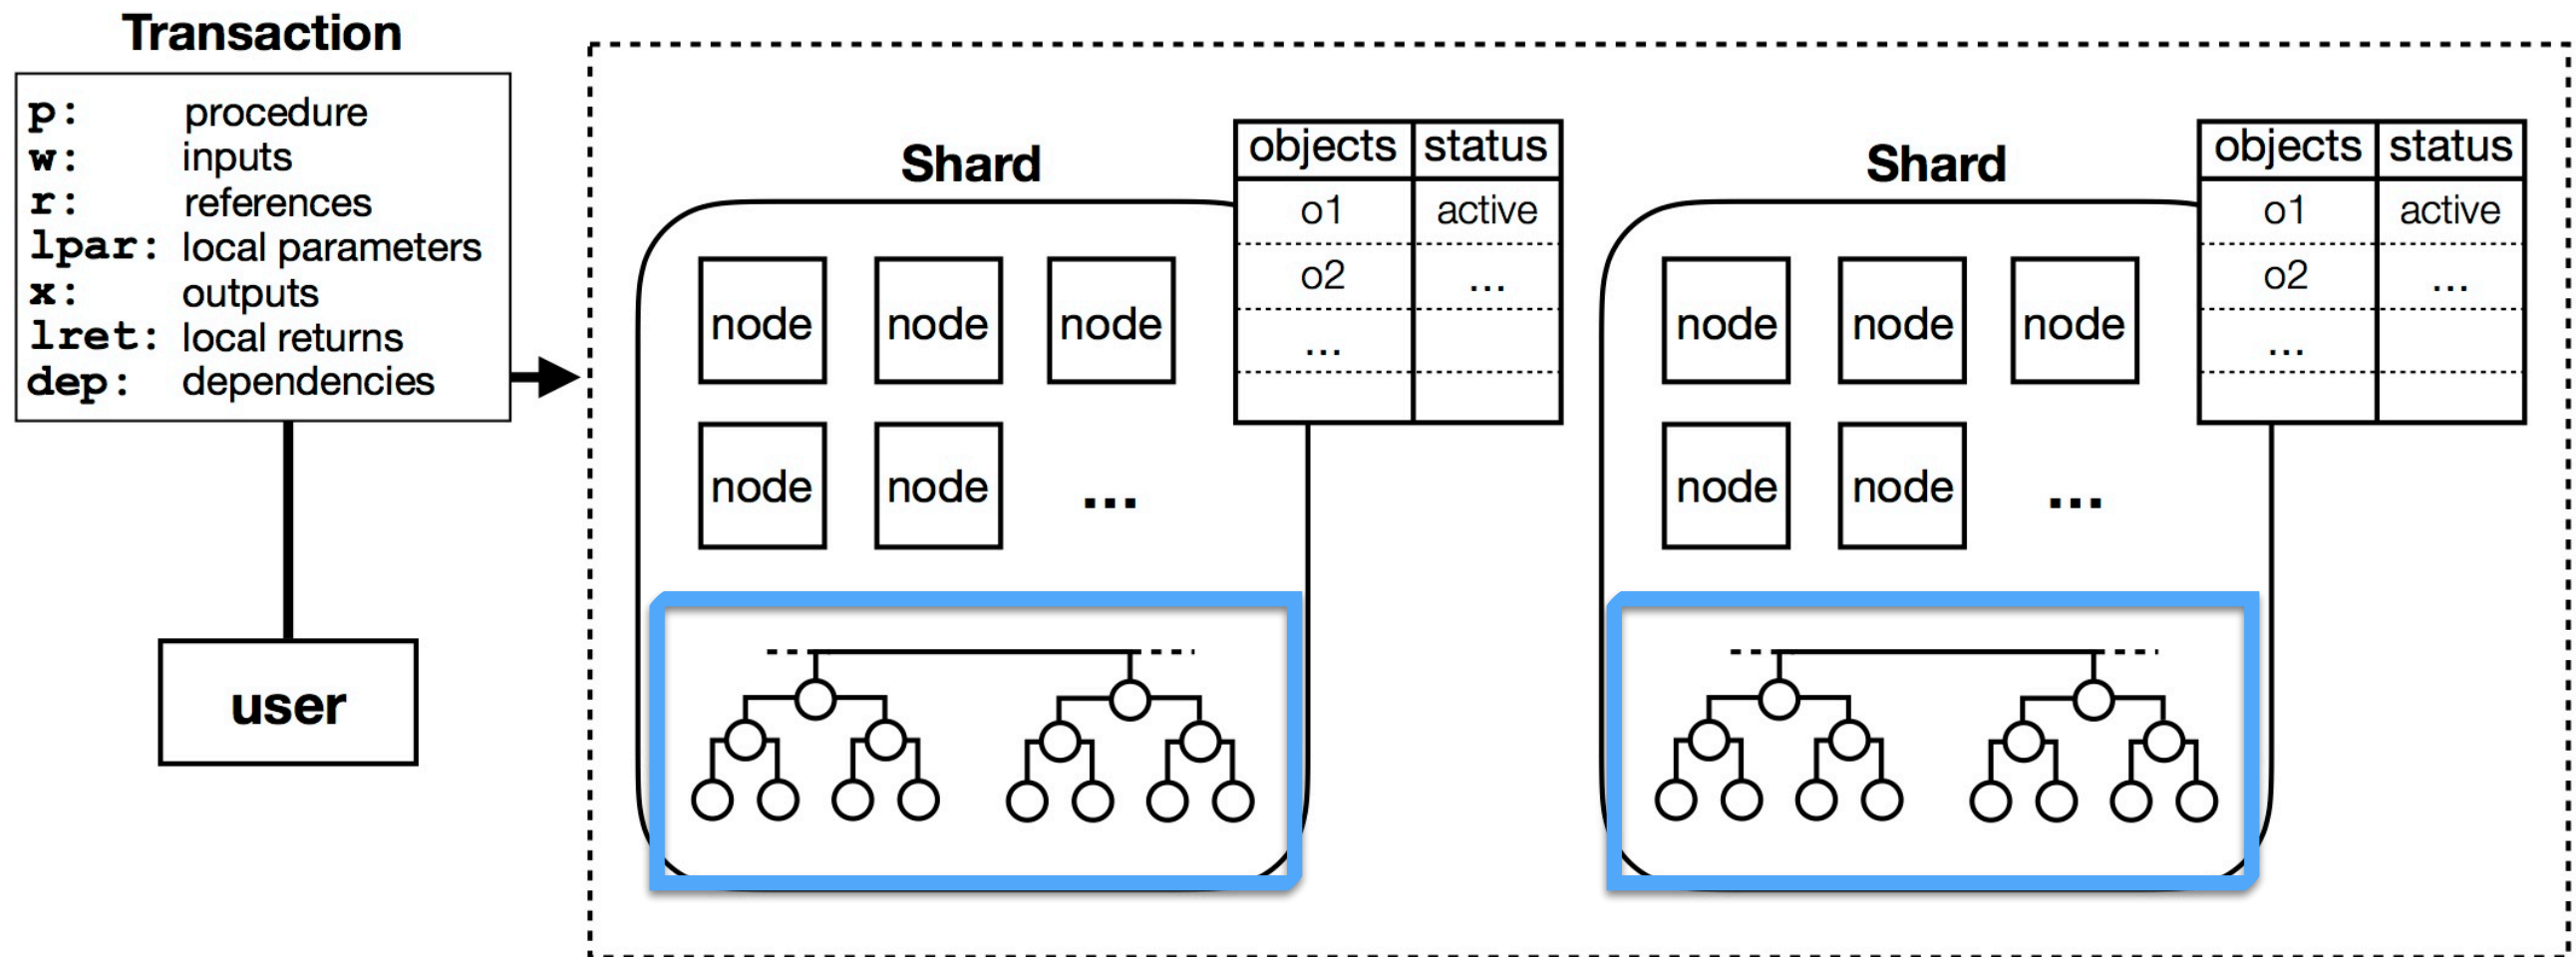 Transaction
p: procedure
w: inputs
r: references
lpar: local parameters
x: outputs
lret: local returns
dep: dependencies
user
Shard
objects status
o1 active
o2 ...
...
node node node
node node ...
Shard
objects status
o1 active
o2 ...
...
node node node
node node ...